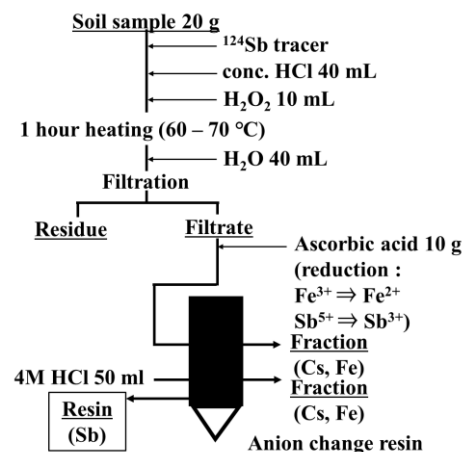 Soil sample 20 g
¹²⁴Sb tracer
conc. HCl 40 mL
H₂O₂ 10 mL
1 hour heating (60 – 70 ℃)
H₂O 40 mL
Filtration
Residue
Filtrate
Ascorbic acid 10 g
(reduction :
Fe³⁺ ⇒ Fe²⁺
Sb⁵⁺ ⇒ Sb³⁺)
Fraction
(Cs, Fe)
4M HCl 50 ml
Fraction
(Cs, Fe)
Resin
(Sb)
Anion change resin